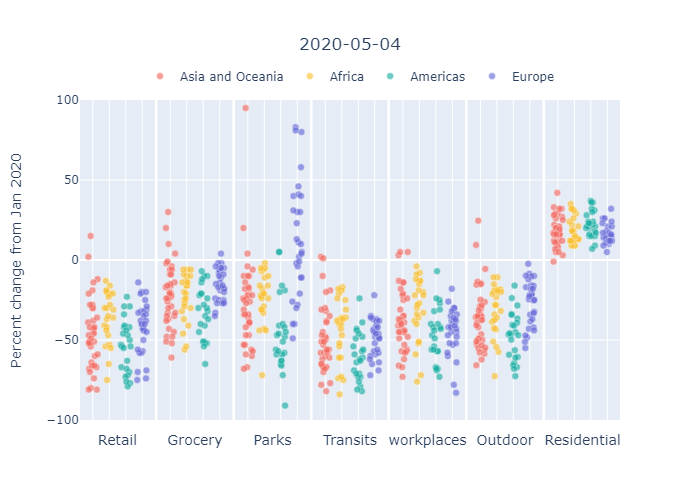 2020-05-04
Asia and Oceania Africa Americas Europe
Percent change from Jan 2020
100
50
0
−50
−100
Retail Grocery Parks Transits workplaces Outdoor Residential